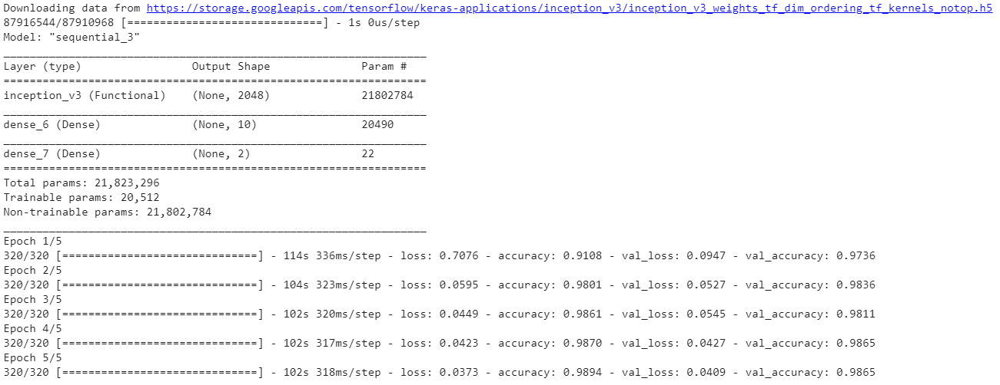 Downloading data from https://storage.googleapis.com/tensorflow/keras-applications/inception_v3/inception_v3_weights_tf_dim_ordering_tf_kernels_notop.h5
87916544/87910968 [==============================] - 1s 0us/step
Model: "sequential_3"
_________________________________________________________________
Layer (type)                 Output Shape              Param #
=================================================================
inception_v3 (Functional)    (None, 2048)              21802784
_________________________________________________________________
dense_6 (Dense)              (None, 10)                20490
_________________________________________________________________
dense_7 (Dense)              (None, 2)                 22
=================================================================
Total params: 21,823,296
Trainable params: 20,512
Non-trainable params: 21,802,784
_________________________________________________________________
Epoch 1/5
320/320 [==============================] - 114s 336ms/step - loss: 0.7076 - accuracy: 0.9108 - val_loss: 0.0947 - val_accuracy: 0.9736
Epoch 2/5
320/320 [==============================] - 104s 323ms/step - loss: 0.0595 - accuracy: 0.9801 - val_loss: 0.0527 - val_accuracy: 0.9836
Epoch 3/5
320/320 [==============================] - 102s 320ms/step - loss: 0.0449 - accuracy: 0.9861 - val_loss: 0.0545 - val_accuracy: 0.9811
Epoch 4/5
320/320 [==============================] - 102s 317ms/step - loss: 0.0423 - accuracy: 0.9870 - val_loss: 0.0427 - val_accuracy: 0.9865
Epoch 5/5
320/320 [==============================] - 102s 318ms/step - loss: 0.0373 - accuracy: 0.9894 - val_loss: 0.0409 - val_accuracy: 0.9865